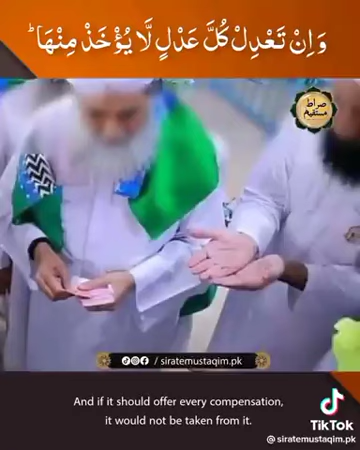 وَاِنْ تَعْدِلْ كُلَّ عَدْلٍ لَّا يُؤْخَذْ مِنْهَاؕ
صراط
مستقیم
/ siratemustaqim.pk
And if it should offer every compensation,
it would not be taken from it.
TikTok
@siratemustaqim.pk